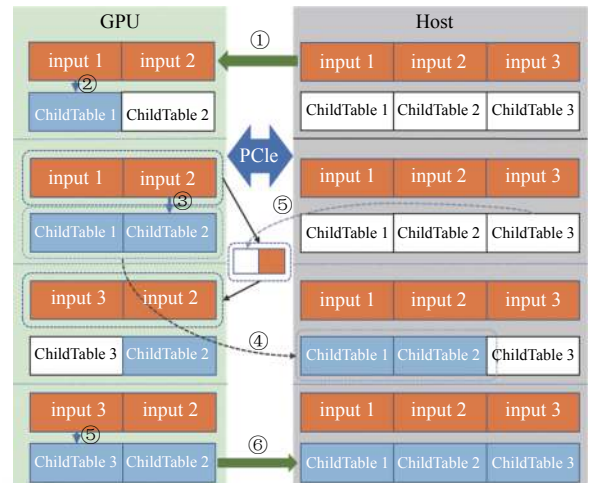 GPU Host
①
input 1 input 2 input 1 input 2 input 3
②
ChildTable 1 ChildTable 2 ChildTable 1 ChildTable 2 ChildTable 3
PCle
input 1 input 2 input 1 input 2 input 3
③ ⑤
ChildTable 1 ChildTable 2 ChildTable 1 ChildTable 2 ChildTable 3
input 3 input 2 input 1 input 2 input 3
④
ChildTable 3 ChildTable 2 ChildTable 1 ChildTable 2 ChildTable 3
input 3 input 2 input 1 input 2 input 3
⑤ ⑥
ChildTable 3 ChildTable 2 ChildTable 1 ChildTable 2 ChildTable 3